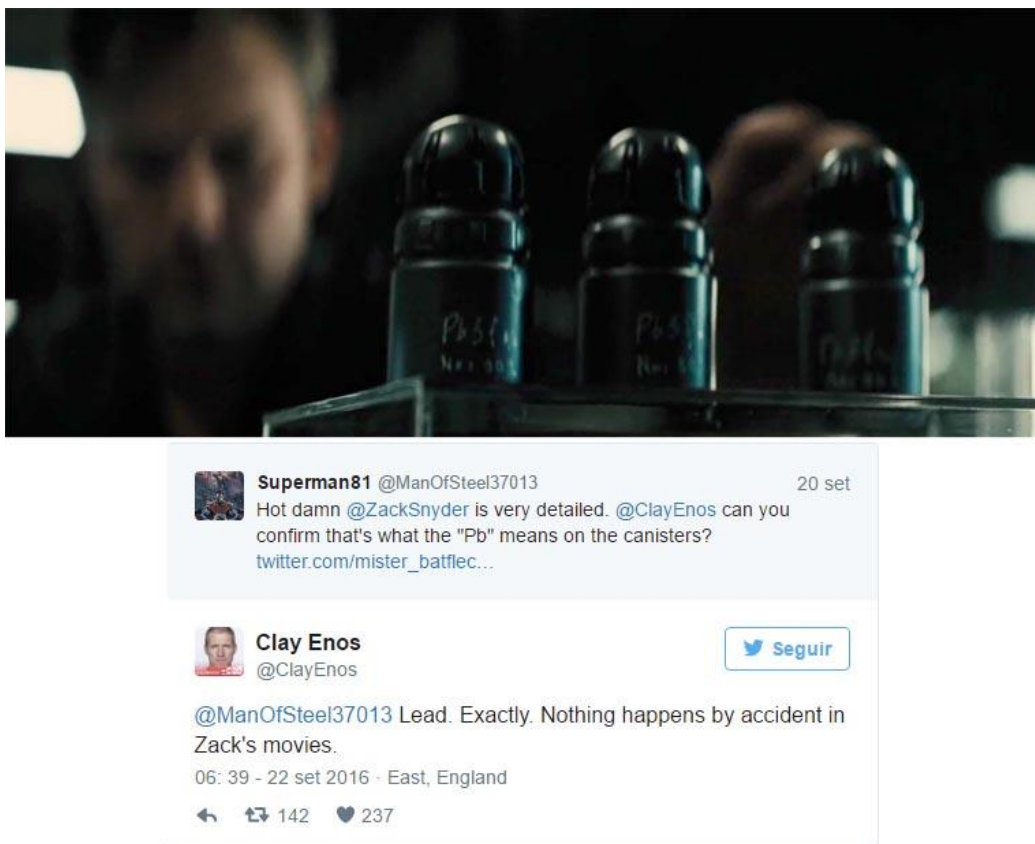 Superman81 @ManOfSteel37013 20 set
Hot damn @ZackSnyder is very detailed. @ClayEnos can you
confirm that's what the "Pb" means on the canisters?
twitter.com/mister_batflec...
Clay Enos
Seguir
@ClayEnos
@ManOfSteel37013 Lead. Exactly. Nothing happens by accident in
Zack's movies.
06: 39 - 22 set 2016 · East, England
142 237